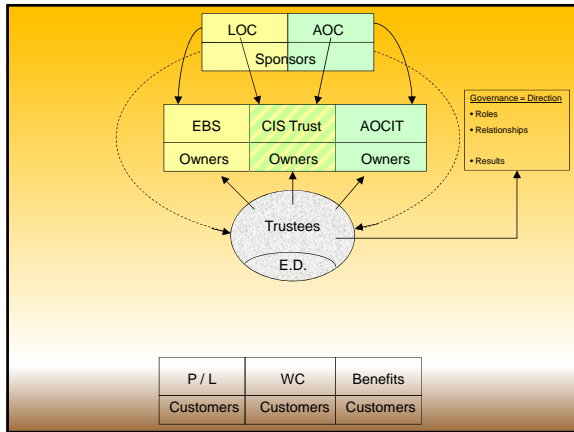 LOC AOC
Sponsors
Governance = Direction
• Roles
• Relationships
• Results
EBS CIS Trust AOCIT
Owners Owners Owners
Trustees
E.D.
P / L WC Benefits
Customers Customers Customers